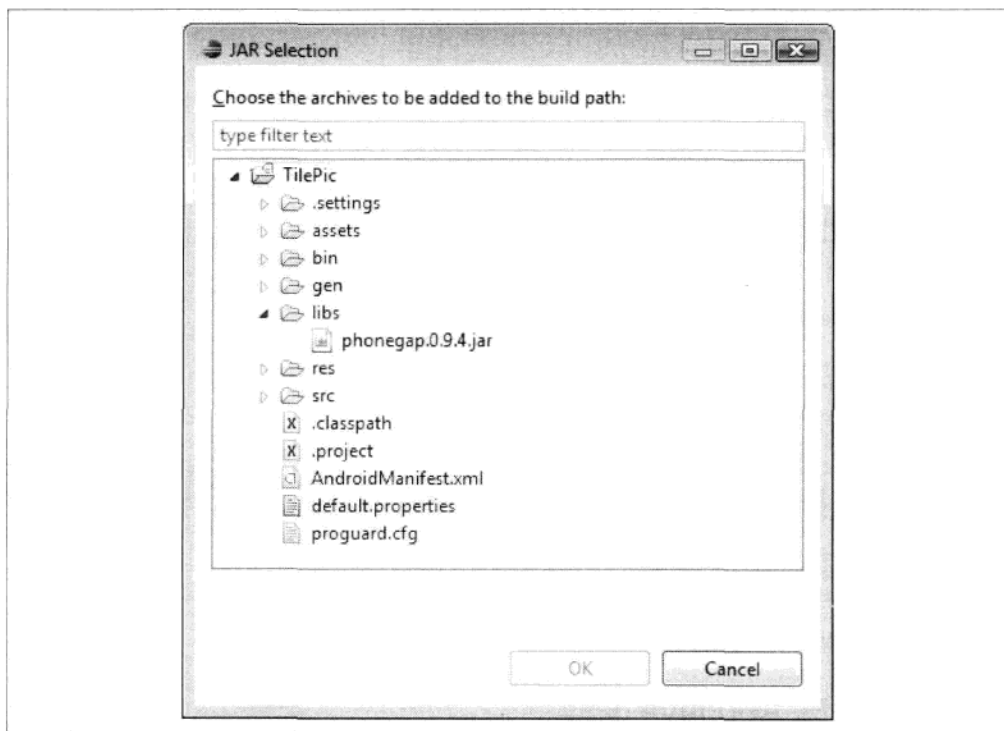 JAR Selection
Choose the archives to be added to the build path:
type filter text
TilePic
.settings
assets
bin
gen
libs
phonegap.0.9.4.jar
res
src
.classpath
.project
AndroidManifest.xml
default.properties
proguard.cfg
OK
Cancel